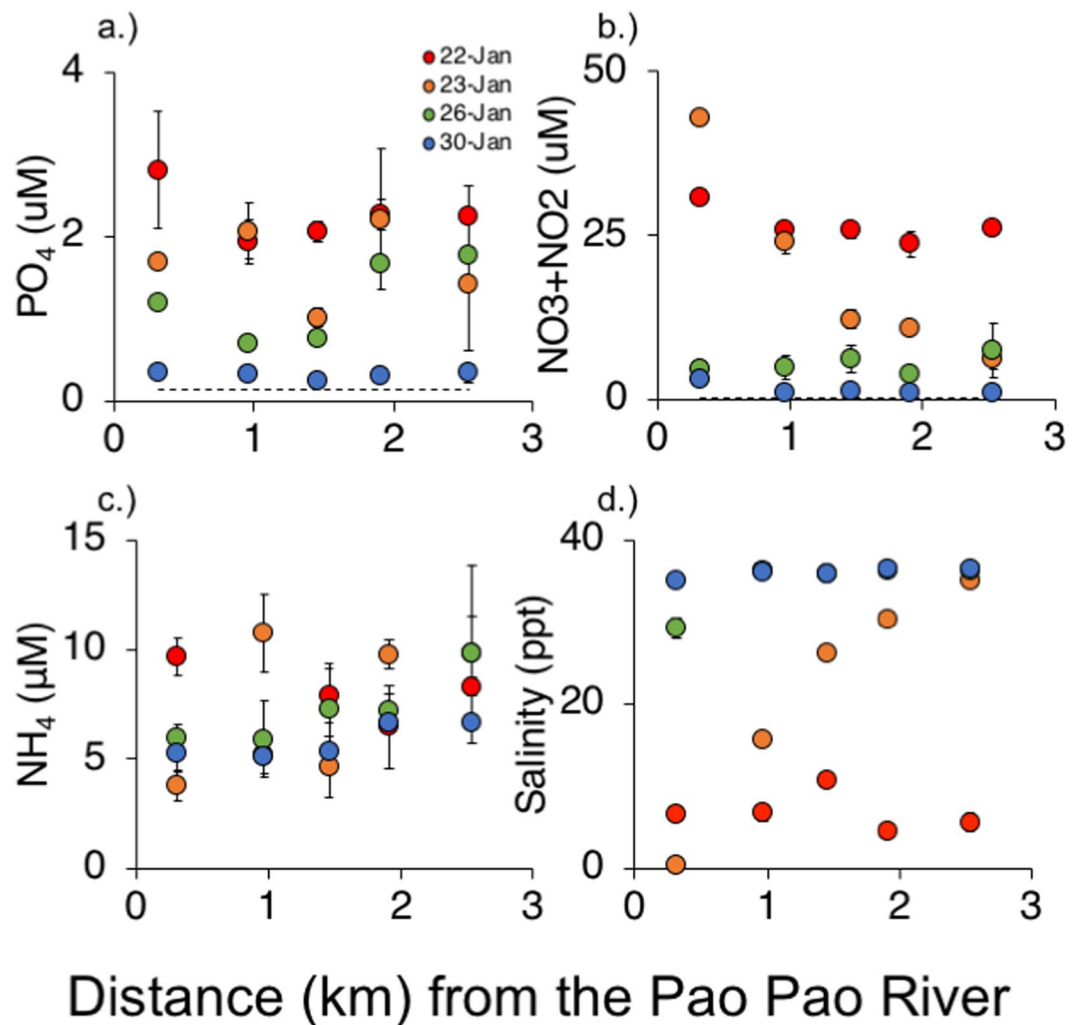 a.)
4
2
0
PO₄ (uM)
22-Jan
23-Jan
26-Jan
30-Jan
0 1 2 3
b.)
50
25
0
NO3+NO2 (uM)
0 1 2 3
c.)
15
10
5
0
NH₄ (µM)
0 1 2 3
d.)
40
20
0
Salinity (ppt)
0 1 2 3
Distance (km) from the Pao Pao River